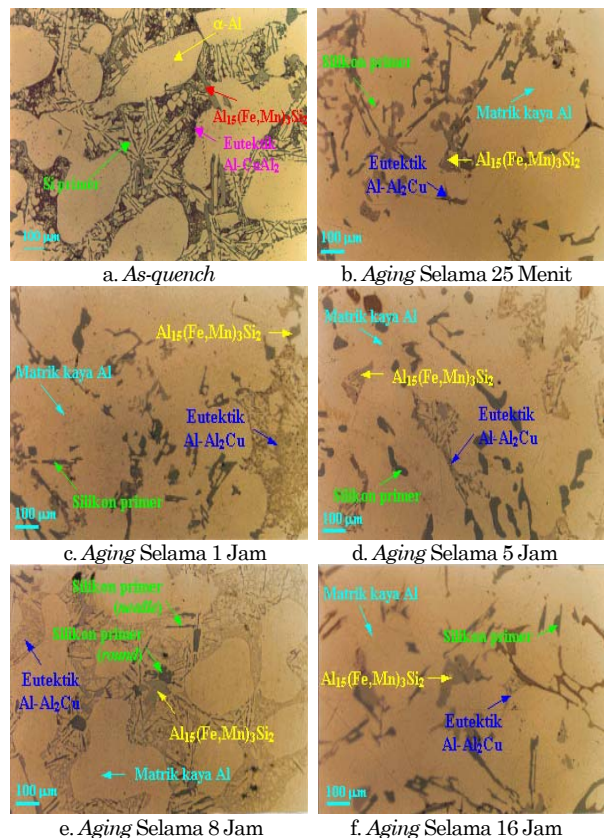 α-Al
Al15(Fe,Mn)3Si2
Eutektik
Al-CuAl2
Si primer
100 μm
a. As-quench
Silikon primer
Matrik kaya Al
Al15(Fe,Mn)3Si2
Eutektik
Al-Al2Cu
100 μm
b. Aging Selama 25 Menit
Al15(Fe,Mn)3Si2
Matrik kaya Al
Eutektik
Al-Al2Cu
Silikon primer
100 μm
c. Aging Selama 1 Jam
Matrik kaya Al
Al15(Fe,Mn)3Si2
Eutektik
Al-Al2Cu
Silikon primer
100 μm
d. Aging Selama 5 Jam
Silikon primer
(needle)
Silikon primer
(round)
Eutektik
Al-Al2Cu
Al15(Fe,Mn)3Si2
Matrik kaya Al
100 μm
e. Aging Selama 8 Jam
Matrik kaya Al
Silikon primer
Al15(Fe,Mn)3Si2
Eutektik
Al-Al2Cu
100 μm
f. Aging Selama 16 Jam